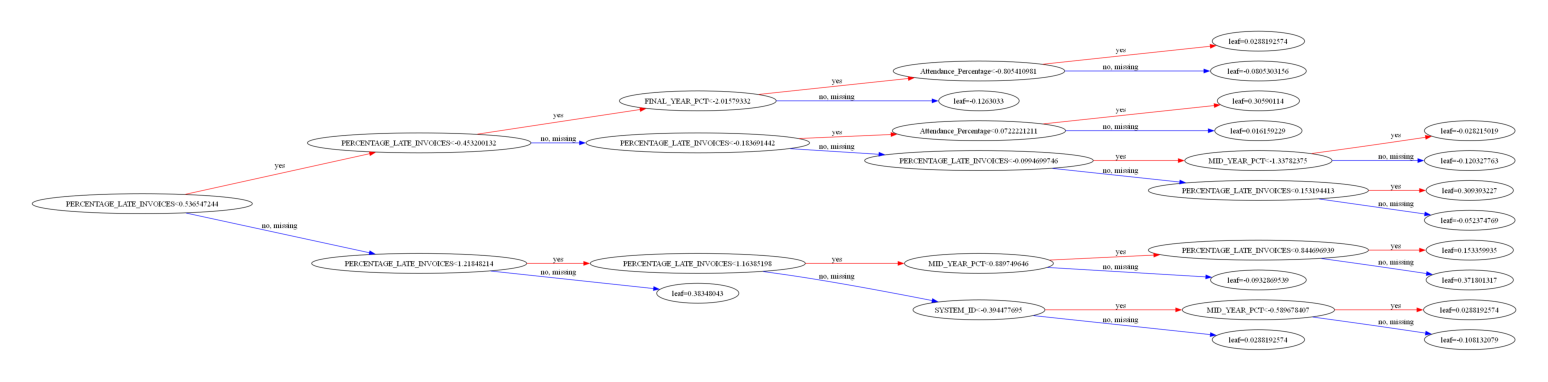 leaf=0.0288192574
yes
Attendance_Percentage<-0.805410981
no, missing
leaf=-0.0805303156
yes
FINAL_YEAR_PCT<-2.01579332
no, missing
leaf=-0.1263033
leaf=0.30590114
yes
yes
Attendance_Percentage<0.0722221211
no, missing
leaf=0.016159229
leaf=-0.028215019
yes
yes
PERCENTAGE_LATE_INVOICES<-0.453200132
no, missing
PERCENTAGE_LATE_INVOICES<-0.183691442
yes
no, missing
PERCENTAGE_LATE_INVOICES<-0.0994699746
yes
MID_YEAR_PCT<-1.33782375
no, missing
leaf=-0.120327763
yes
no, missing
PERCENTAGE_LATE_INVOICES<0.153194413
yes
leaf=0.309393227
no, missing
leaf=-0.052374769
PERCENTAGE_LATE_INVOICES<0.536547244
no, missing
PERCENTAGE_LATE_INVOICES<1.21848214
yes
PERCENTAGE_LATE_INVOICES<1.16385198
yes
MID_YEAR_PCT<0.889749646
yes
PERCENTAGE_LATE_INVOICES<0.844696939
yes
leaf=0.153359935
no, missing
leaf=0.371801317
no, missing
leaf=-0.0932869539
no, missing
leaf=0.38348043
no, missing
SYSTEM_ID<-0.394477695
yes
MID_YEAR_PCT<-0.589678407
yes
leaf=0.0288192574
no, missing
leaf=-0.108132079
no, missing
leaf=0.0288192574